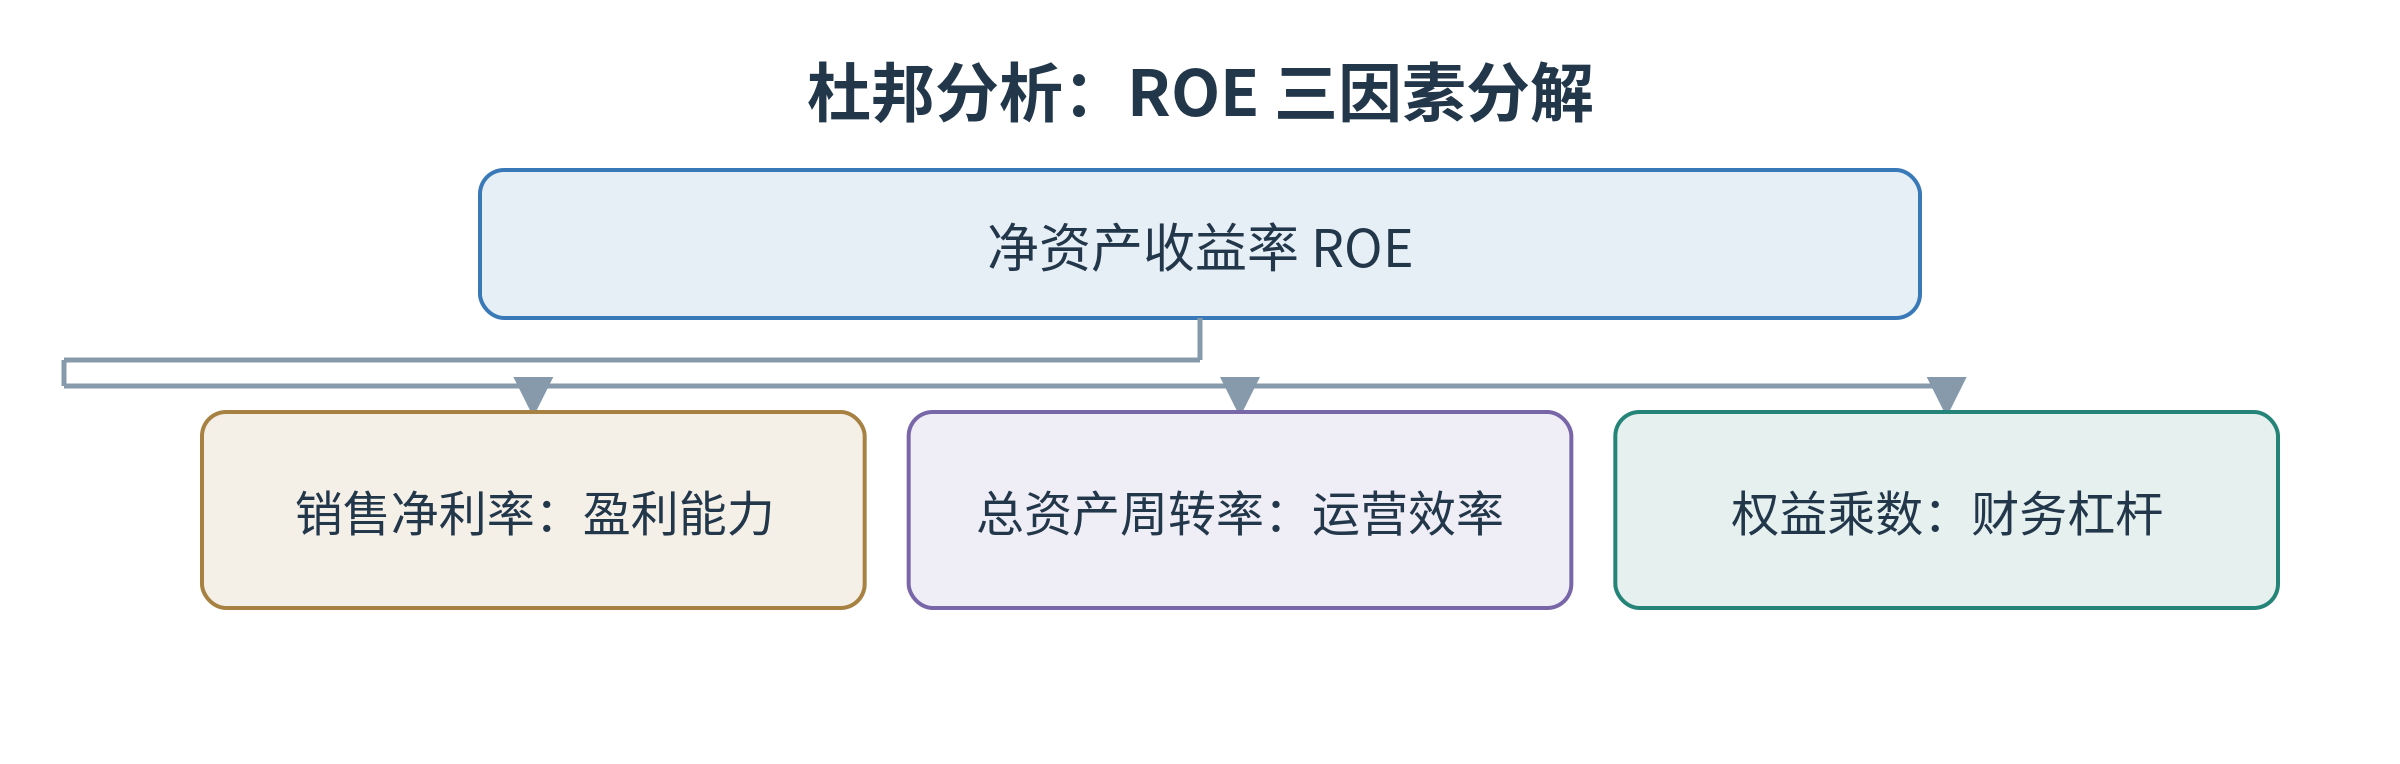 杜邦分析：ROE 三因素分解
净资产收益率 ROE
销售净利率：盈利能力
总资产周转率：运营效率
权益乘数：财务杠杆